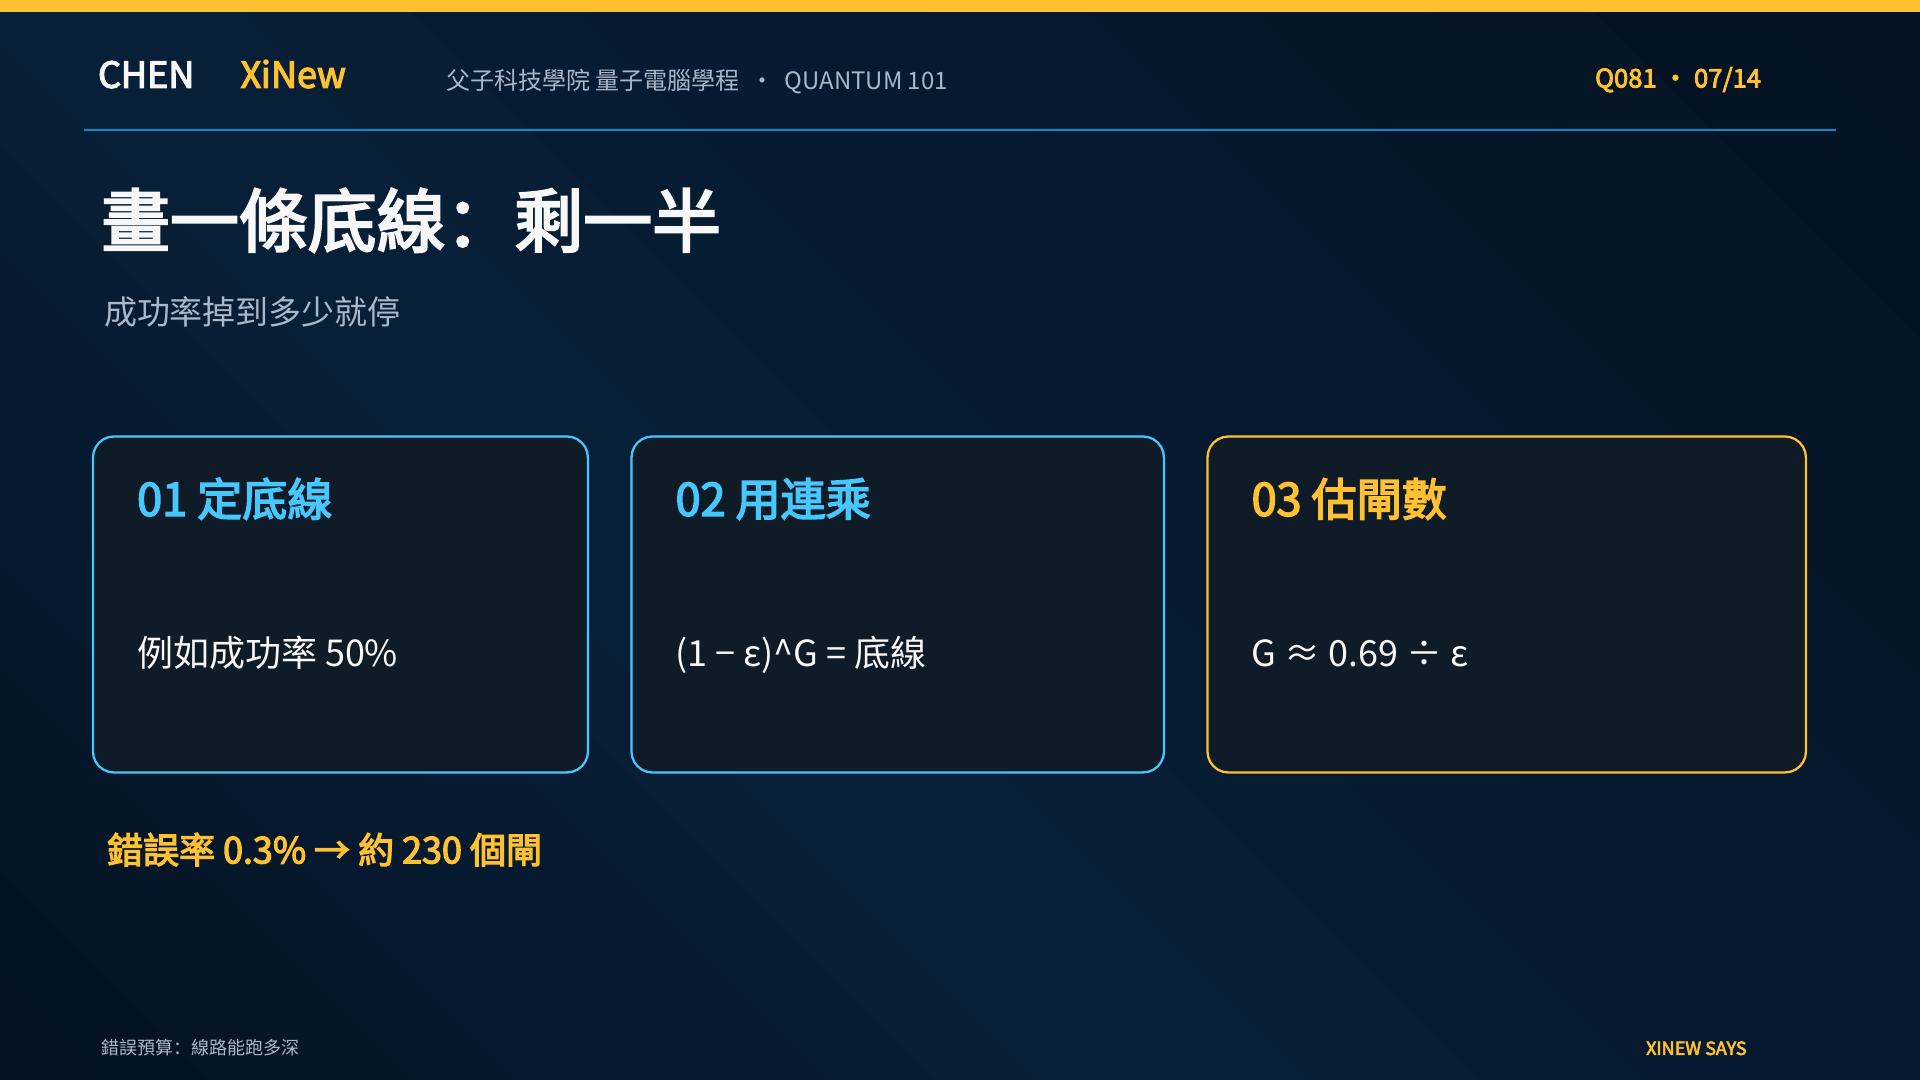 CHEN XiNew 父子科技學院 量子電腦學程 · QUANTUM 101 Q081 · 07/14
畫一條底線：剩一半
成功率掉到多少就停
01 定底線
例如成功率 50%
02 用連乘
(1 − ε)^G = 底線
03 估閘數
G ≈ 0.69 ÷ ε
錯誤率 0.3% → 約 230 個閘
錯誤預算：線路能跑多深
XINEW SAYS